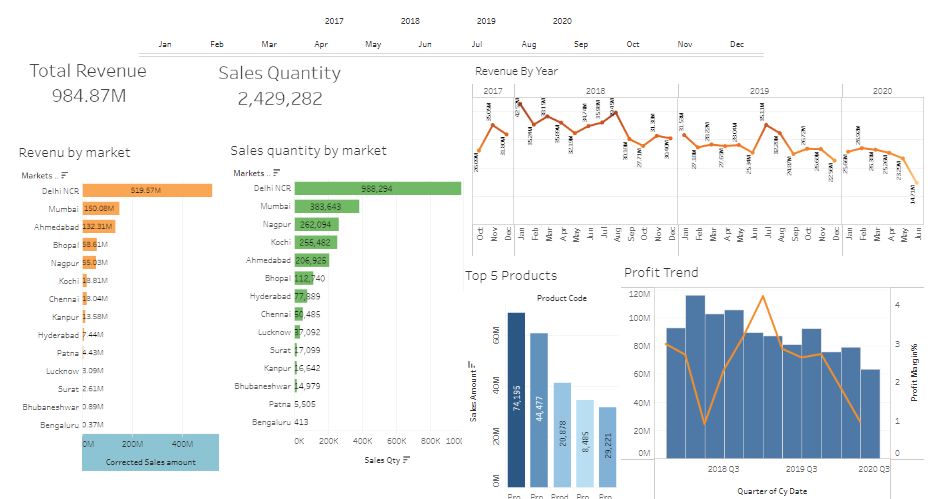 2017 2018 2019 2020
Jan Feb Mar Apr May Jun Jul Aug Sep Oct Nov Dec
Total Revenue
984.87M
Sales Quantity
2,429,282
Revenue By Year
2017 2018 2019 2020
Oct Nov Dec Jan Feb Mar Apr May Jun Jul Aug Sep Oct Nov Dec Jan Feb Mar Apr May Jun Jul Aug Sep Oct Nov Dec Jan Feb Mar Apr May Jun
Revenu by market
Markets ..
Delhi NCR 519.57M
Mumbai 150.08M
Ahmedabad 132.31M
Bhopal 58.61M
Nagpur 55.03M
Kochi 18.81M
Chennai 18.04M
Kanpur 13.58M
Hyderabad 7.44M
Patna 4.43M
Lucknow 3.09M
Surat 2.61M
Bhubaneshwar 0.89M
Bengaluru 0.37M
0M 200M 400M
Corrected Sales amount
Sales quantity by market
Markets ..
Delhi NCR 988,294
Mumbai 383,643
Nagpur 262,094
Kochi 255,482
Ahmedabad 206,925
Bhopal 112,740
Hyderabad 77,889
Chennai 50,485
Lucknow 37,092
Surat 17,099
Kanpur 16,642
Bhubaneshwar 14,979
Patna 5,505
Bengaluru 413
0K 200K 400K 600K 800K
Sales Qty
Top 5 Products
Product Code
Sales Amount
60M
40M
20M
0M
74,195 44,477 20,878 8,485 29,221
Pro.. Pro.. Prod.. Pro.. Pro..
Profit Trend
120M
100M
80M
60M
40M
20M
0M
4
3
2
1
0
Profit Margin%
2018 Q3 2019 Q3 2020 Q3
Quarter of Cy Date